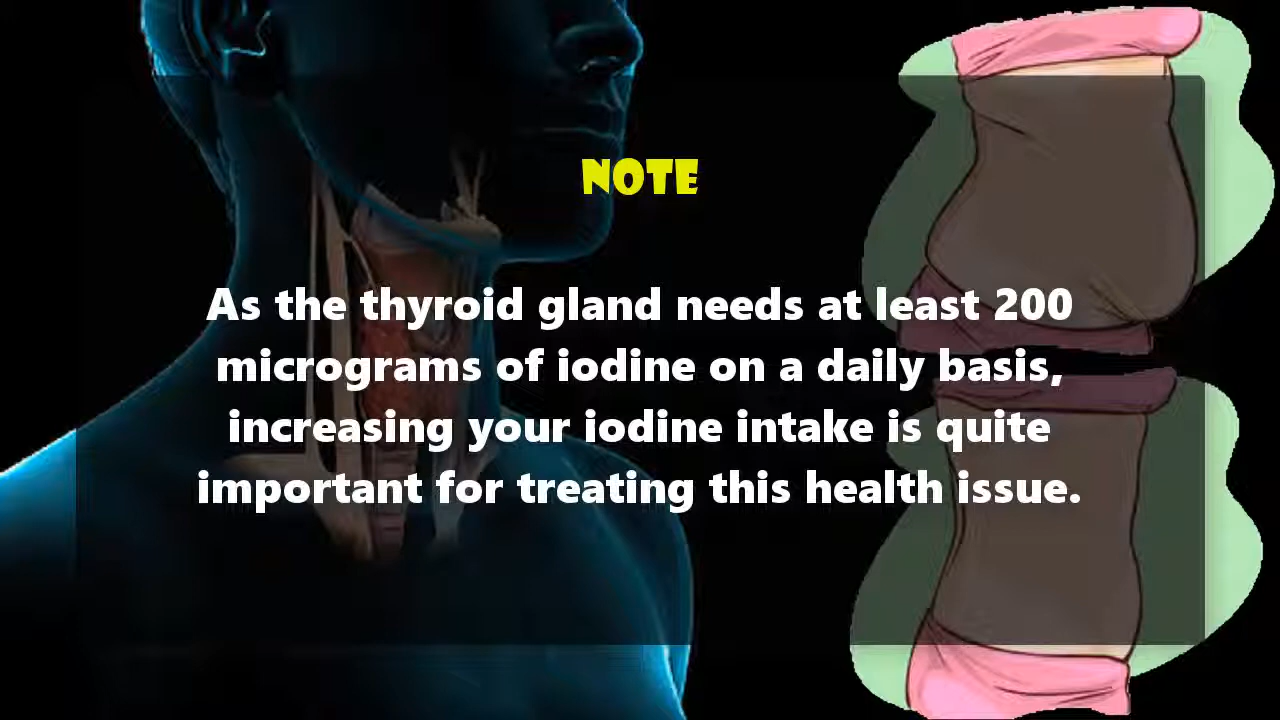 NOTE
As the thyroid gland needs at least 200
micrograms of iodine on a daily basis,
increasing your iodine intake is quite
important for treating this health issue.